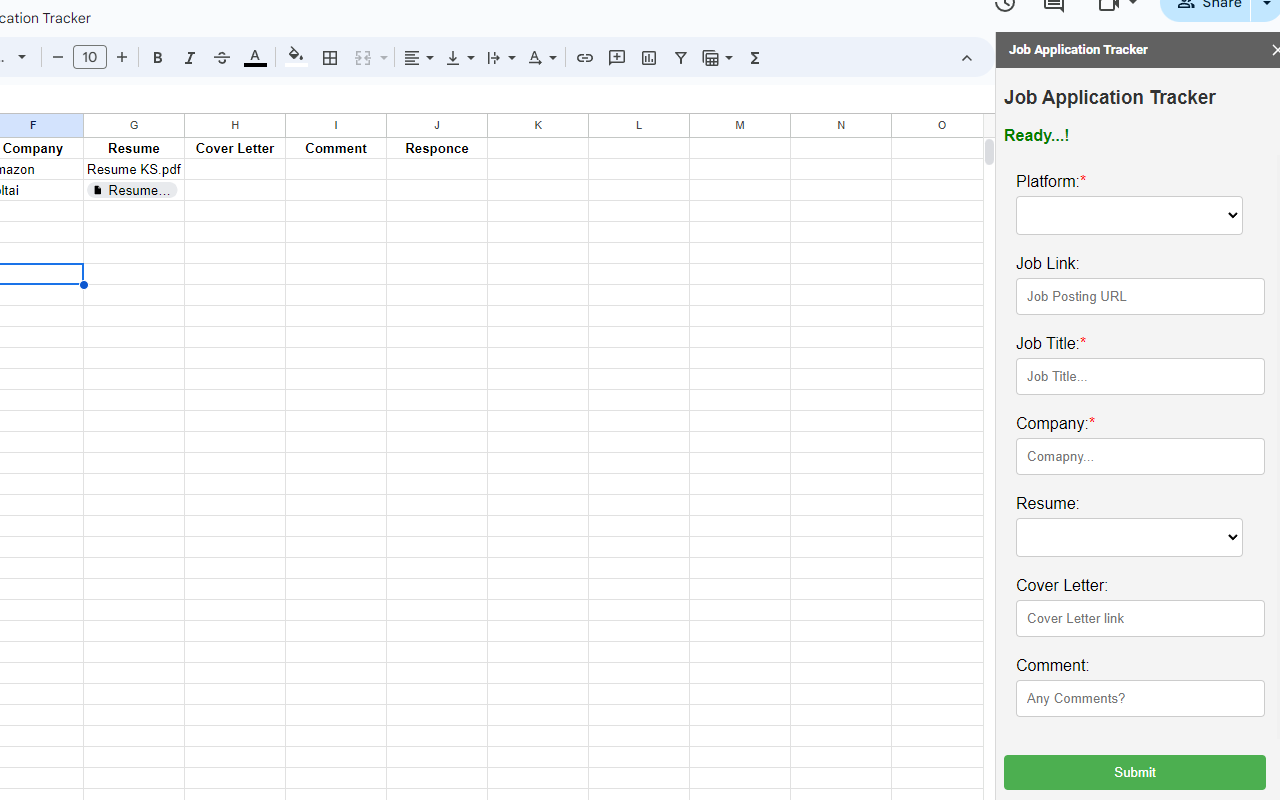 cation Tracker
Share
10
B I S A
Σ
Job Application Tracker
F G H I J K L M N O
Company Resume Cover Letter Comment Responce
mazon Resume KS.pdf
ltai Resume...
Job Application Tracker
Ready...!
Platform:*
Job Link:
Job Posting URL
Job Title:*
Job Title...
Company:*
Comapny...
Resume:
Cover Letter:
Cover Letter link
Comment:
Any Comments?
Submit